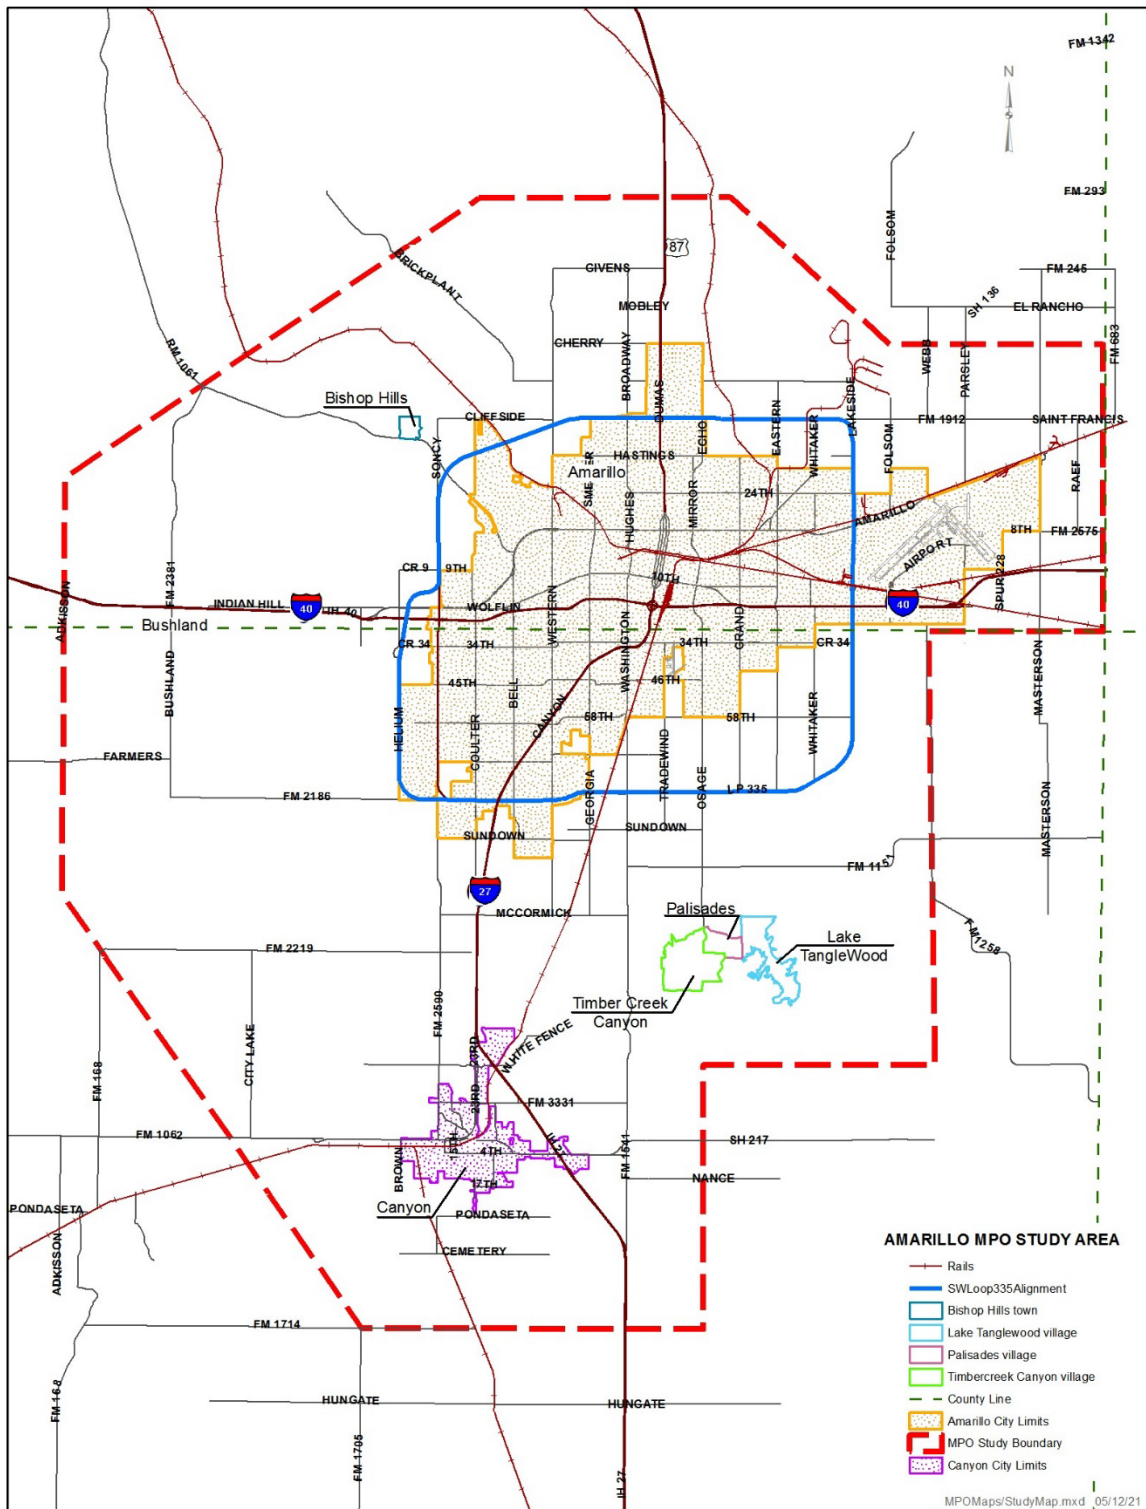 FM 1342
FM 293
N
FOLSOM
87
BRICKPLANT
GIVENS
FM 245
SH 136
EL RANCHO
MOBLEY
BROADWAY
DUMAS
CHERRY
FM 683
WEBB
PARSLEY
RM 1061
Bishop Hills
CLIFFSIDE
ECHO
EASTERN
WHITAKER
LAKESIDE
FOLSOM
FM 1912
SAINT FRANCIS
SONCY
HASTINGS
Amarillo
HUGHES
MIRROR
24TH
RAEF
AMARILLO
8TH
FM 2575
AIRPORT
SPUR 228
CR 9
9TH
10TH
FM 2381
ADKISSON
INDIAN HILL
40
IH 40
WOLFLIN
WESTERN
WASHINGTON
GRAND
40
Bushland
CR 34
34TH
34TH
CR 34
BUSHLAND
45TH
BELL
46TH
MASTERSON
HELIUM
COULTER
CANYON
58TH
58TH
WHITAKER
TRADEWIND
OSAGE
FARMERS
FM 2186
GEORGIA
LP 335
SUNDOWN
SUNDOWN
MASTERSON
FM 1151
27
MCCORMICK
Palisades
Lake
TangleWood
FM 1258
FM 2219
Timber Creek
Canyon
FM 2590
CITY LAKE
FM 168
23RD
WHITE FENCE
23RD
FM 3331
FM 1062
15TH
4TH
IH 27
FM 1541
SH 217
BROWN
17TH
NANCE
Canyon
PONDASETA
PONDASETA
CEMETERY
ADKISSON
FM 1714
FM 168
HUNGATE
HUNGATE
FM 1705
IH 27
AMARILLO MPO STUDY AREA
Rails
SWLoop335Alignment
Bishop Hills town
Lake Tanglewood village
Palisades village
Timbercreek Canyon village
County Line
Amarillo City Limits
MPO Study Boundary
Canyon City Limits
MPOMaps/StudyMap.mxd 05/12/21